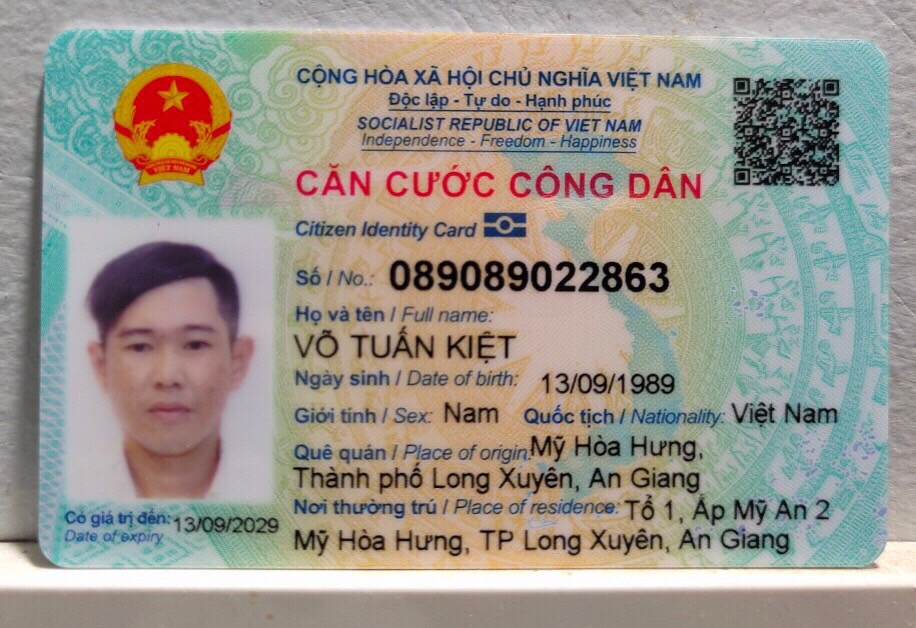 CỘNG HÒA XÃ HỘI CHỦ NGHĨA VIỆT NAM
Độc lập - Tự do - Hạnh phúc
SOCIALIST REPUBLIC OF VIET NAM
Independence - Freedom - Happiness
VIỆT NAM
CĂN CƯỚC CÔNG DÂN
Citizen Identity Card
Số / No.: 089089022863
Họ và tên / Full name:
VÕ TUẤN KIỆT
Ngày sinh / Date of birth: 13/09/1989
Giới tính / Sex: Nam Quốc tịch / Nationality: Việt Nam
Quê quán / Place of origin: Mỹ Hòa Hưng,
Thành phố Long Xuyên, An Giang
Nơi thường trú / Place of residence: Tổ 1, Ấp Mỹ An 2
Mỹ Hòa Hưng, TP Long Xuyên, An Giang
Có giá trị đến: 13/09/2029
Date of expiry